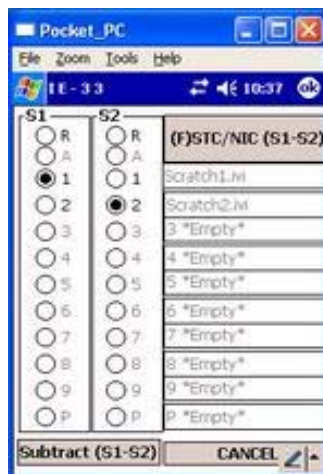 Pocket_PC
File Zoom Tools Help
IE-33 10:37 ok
S1 S2
R R (F)STC/NIC (S1-S2)
A A
1 1 Scratch1.ivi
2 2 Scratch2.ivi
3 3 3 *Empty*
4 4 4 *Empty*
5 5 5 *Empty*
6 6 6 *Empty*
7 7 7 *Empty*
8 8 8 *Empty*
9 9 9 *Empty*
P P P *Empty*
Subtract (S1-S2) CANCEL